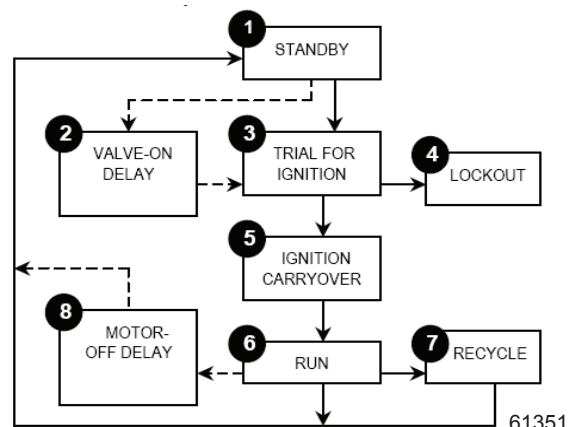 1
STANDBY
2
VALVE-ON
DELAY
3
TRIAL FOR
IGNITION
4
LOCKOUT
5
IGNITION
CARRYOVER
8
MOTOR-
OFF DELAY
6
RUN
7
RECYCLE
61351